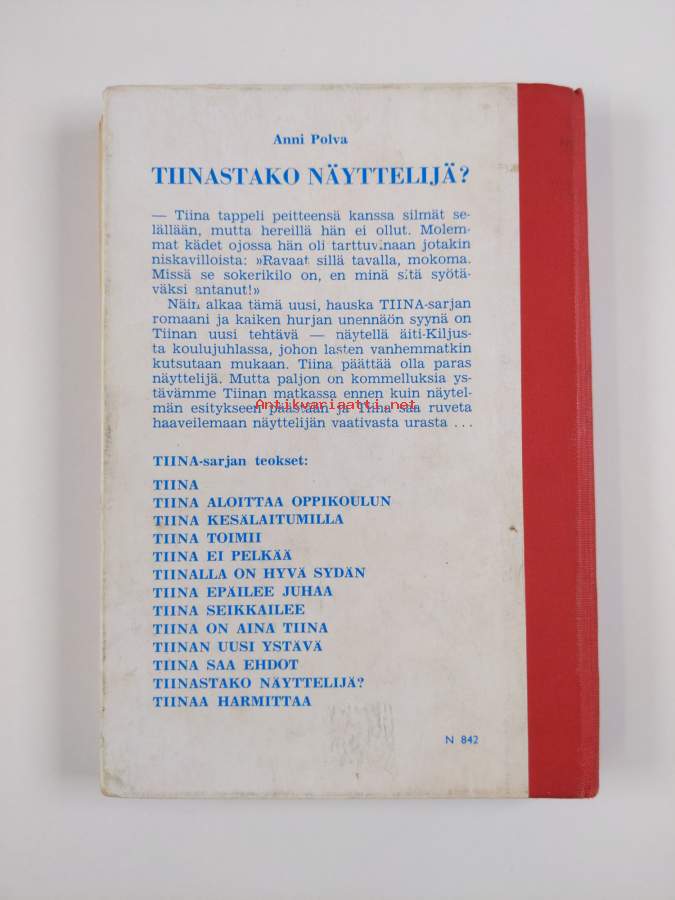 Anni Polva
TIINASTAKO NÄYTTELIJÄ?
— Tiina tappeli peitteensä kanssa silmät se-
lällään, mutta hereillä hän ei ollut. Molem-
mat kädet ojossa hän oli tarttuvinaan jotakin
niskavilloista: »Ravaat sillä tavalla, mokoma.
Missä se sokerikilo on, en minä sitä syötä-
väksi antanut!»
Näin alkaa tämä uusi, hauska TIINA-sarjan
romaani ja kaiken hurjan unennäön syynä on
Tiinan uusi tehtävä — näytellä äiti-Kiljus-
ta koulujuhlassa, johon lasten vanhemmatkin
kutsutaan mukaan. Tiina päättää olla paras
näyttelijä. Mutta paljon on kommelluksia ys-
tävämme Tiinan matkassa ennen kuin näytel-
män esitykseen päästään ja Tiina saa ruveta
Antikvariaatti.net
haaveilemaan näyttelijän vaativasta urasta ...
TIINA-sarjan teokset:
TIINA
TIINA ALOITTAA OPPIKOULUN
TIINA KESÄLAITUMILLA
TIINA TOIMII
TIINA EI PELKÄÄ
TIINALLA ON HYVÄ SYDÄN
TIINA EPÄILEE JUHAA
TIINA SEIKKAILEE
TIINA ON AINA TIINA
TIINAN UUSI YSTÄVÄ
TIINA SAA EHDOT
TIINASTAKO NÄYTTELIJÄ?
TIINAA HARMITTAA
N 842